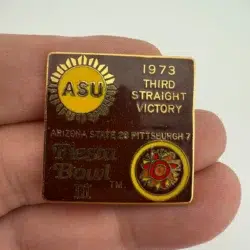 ASU
1973
THIRD
STRAIGHT
VICTORY
ARIZONA STATE 28 PITTSBURGH 7
Fiesta
Bowl
III ™